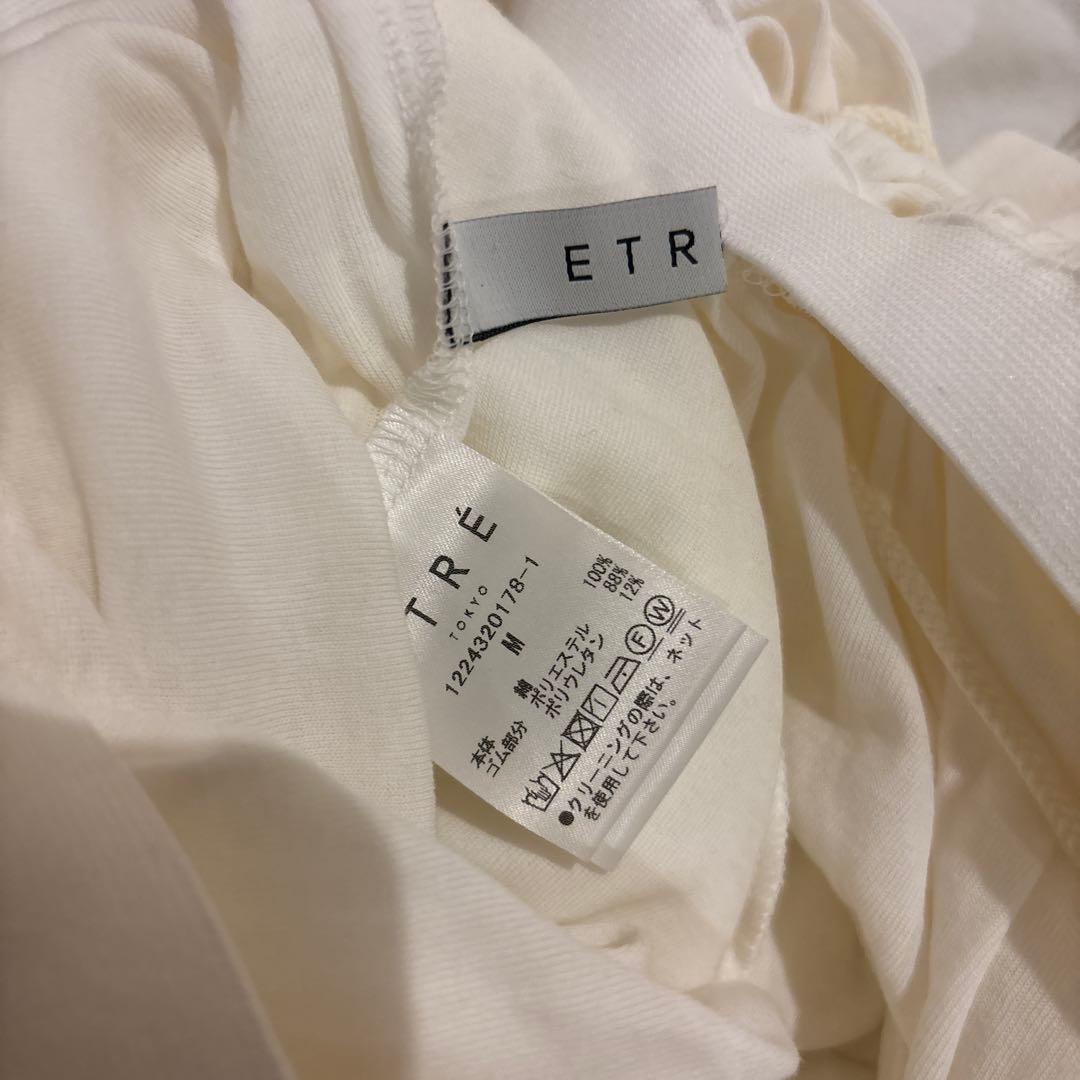 ETR
TRÉ
TOKYO
1224320178-1
M
本体 綿 100%
ゴム部分 ポリエステル 88%
ポリウレタン 12%
F W
●クリーニングの際は、ネット
を使用して下さい。